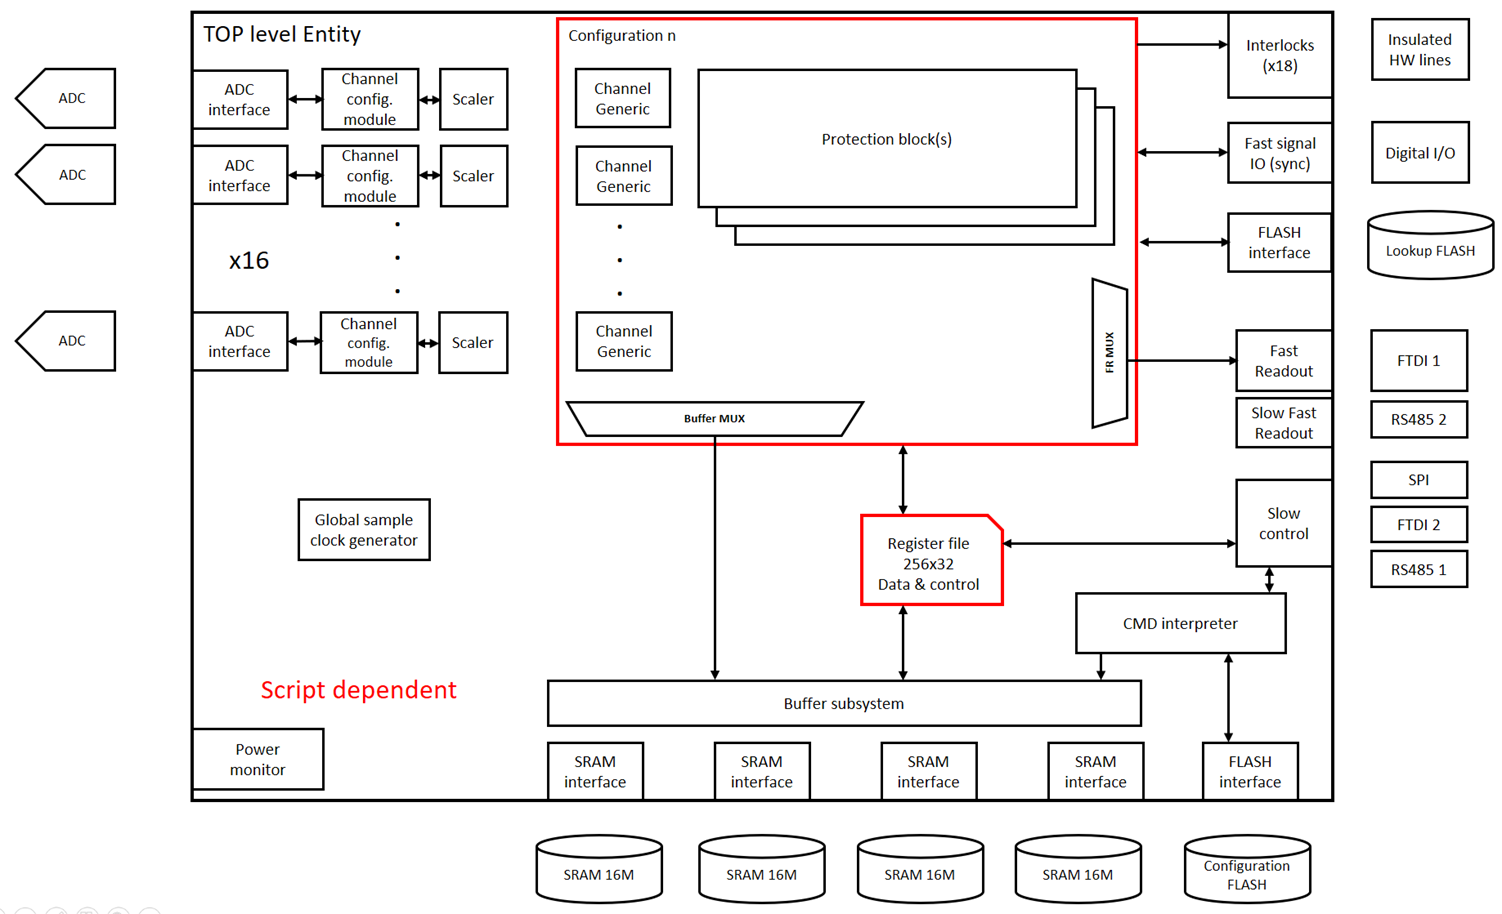 TOP level Entity
Configuration n
ADC
ADC
interface
Channel
config.
module
Scaler
Channel
Generic
Protection block(s)
Interlocks
(x18)
Insulated
HW lines
ADC
ADC
interface
Channel
config.
module
Scaler
Channel
Generic
Fast signal
IO (sync)
Digital I/O
x16
FLASH
interface
Lookup FLASH
ADC
ADC
interface
Channel
config.
module
Scaler
Channel
Generic
FR MUX
Fast
Readout
FTDI 1
Buffer MUX
Slow Fast
Readout
RS485 2
Global sample
clock generator
Register file
256x32
Data & control
Slow
control
SPI
FTDI 2
RS485 1
CMD interpreter
Script dependent
Buffer subsystem
Power
monitor
SRAM
interface
SRAM
interface
SRAM
interface
SRAM
interface
FLASH
interface
SRAM 16M
SRAM 16M
SRAM 16M
SRAM 16M
Configuration
FLASH